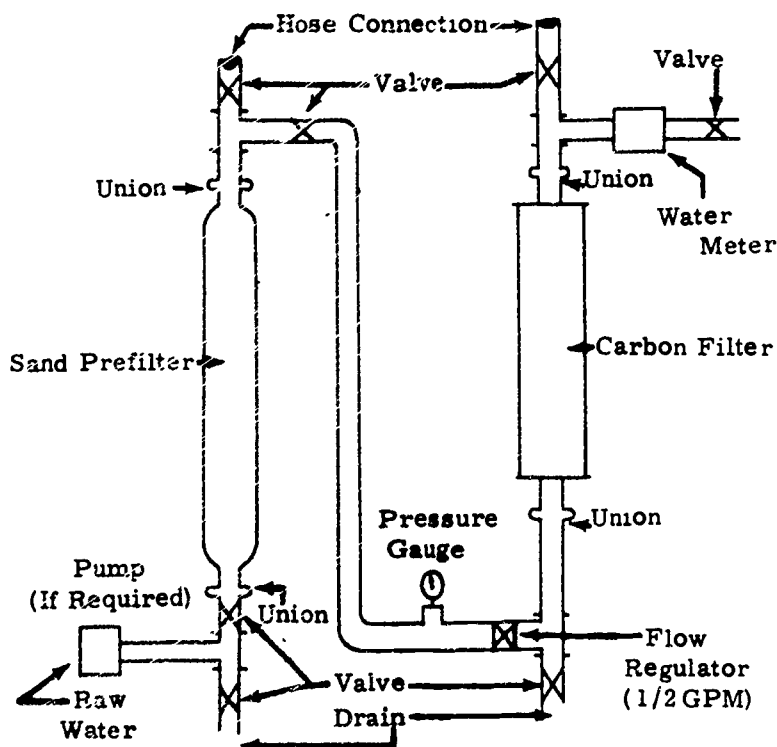 Hose Connection
Valve
Valve
Union
Union
Water
Meter
Sand Prefilter
Carbon Filter
Pressure
Gauge
Union
Pump
(If Required)
Union
Flow
Regulator
(1/2 GPM)
Raw
Water
Valve
Drain